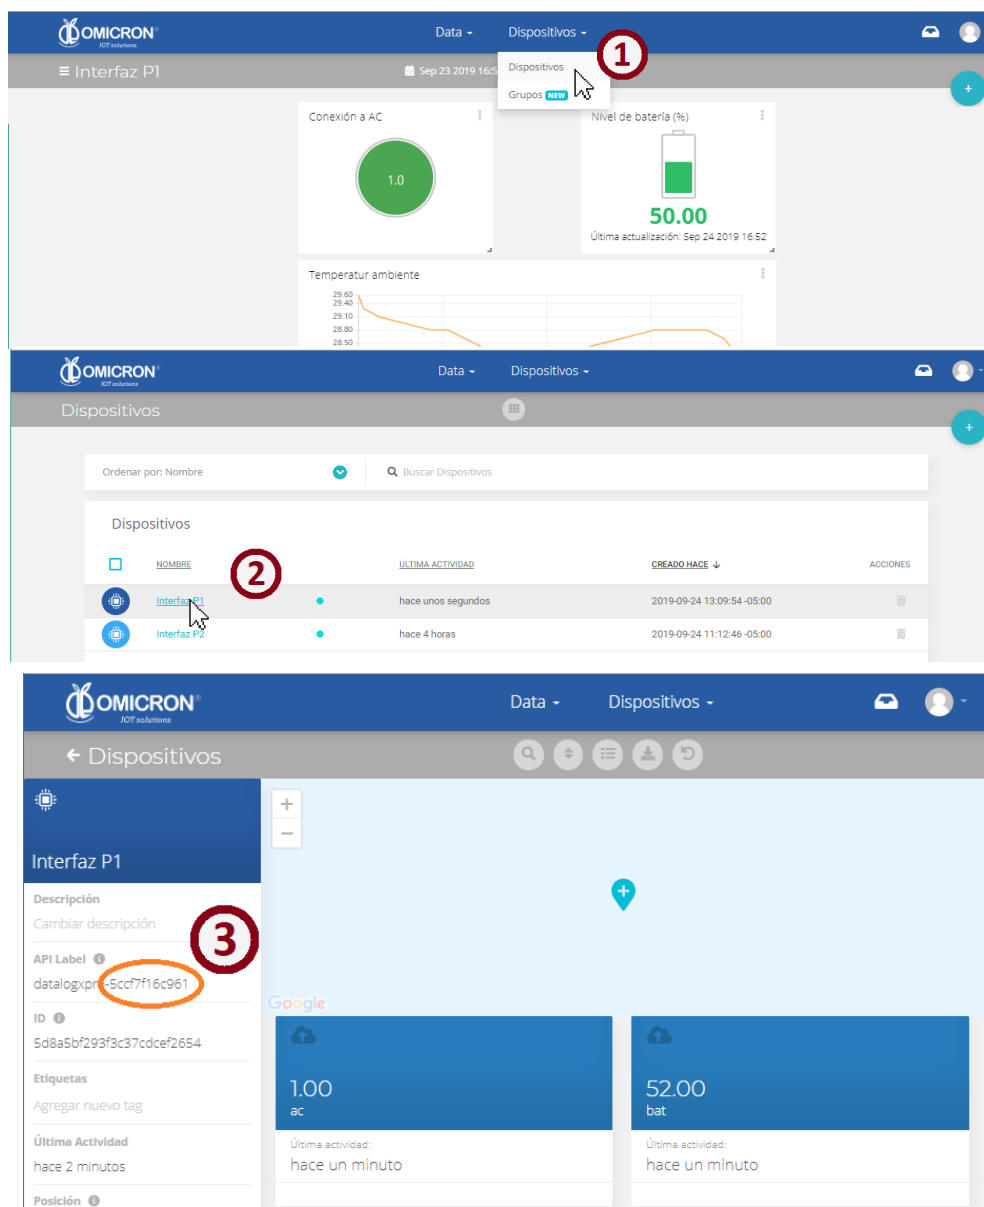 OMICRON®
IOT solutions
Data
Dispositivos
1
Interfaz P1
Sep 23 2019 16:5
Dispositivos
Grupos NEW
+
Conexión a AC
1.0
Nivel de batería (%)
50.00
Última actualización: Sep 24 2019 16:52
Temperatur ambiente
29.60
29.40
29.10
28.80
28.50
OMICRON®
IOT solutions
Data
Dispositivos
Dispositivos
+
Ordenar por: Nombre
Buscar Dispositivos
Dispositivos
2
NOMBRE
ÚLTIMA ACTIVIDAD
CREADO HACE
ACCIONES
Interfaz P1
hace unos segundos
2019-09-24 13:09:54 -05:00
Interfaz P2
hace 4 horas
2019-09-24 11:12:46 -05:00
OMICRON®
IOT solutions
Data
Dispositivos
Dispositivos
+
−
Interfaz P1
Descripción
Cambiar descripción
3
API Label
5ccf7f16c961
Google
ID
5d8a5bf293f3c37cdcef2654
Etiquetas
Agregar nuevo tag
Última Actividad
hace 2 minutos
Posición
1.00
ac
Última actividad:
hace un minuto
52.00
bat
Última actividad:
hace un minuto